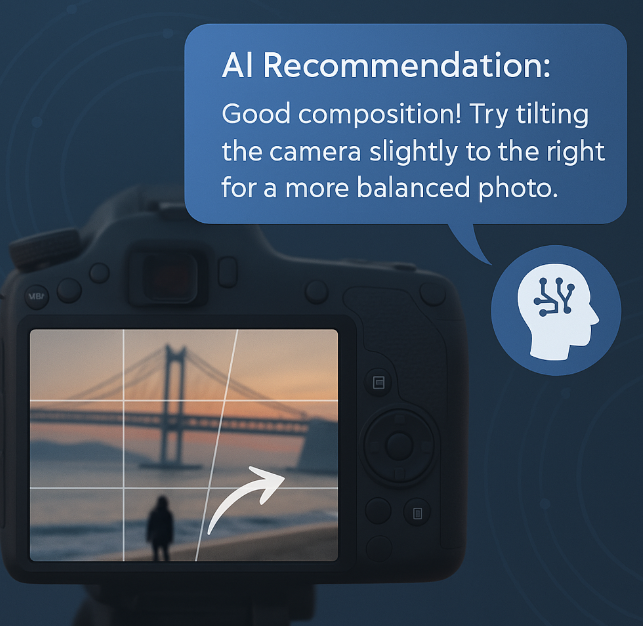 AI Recommendation:
Good composition! Try tilting
the camera slightly to the right
for a more balanced photo.